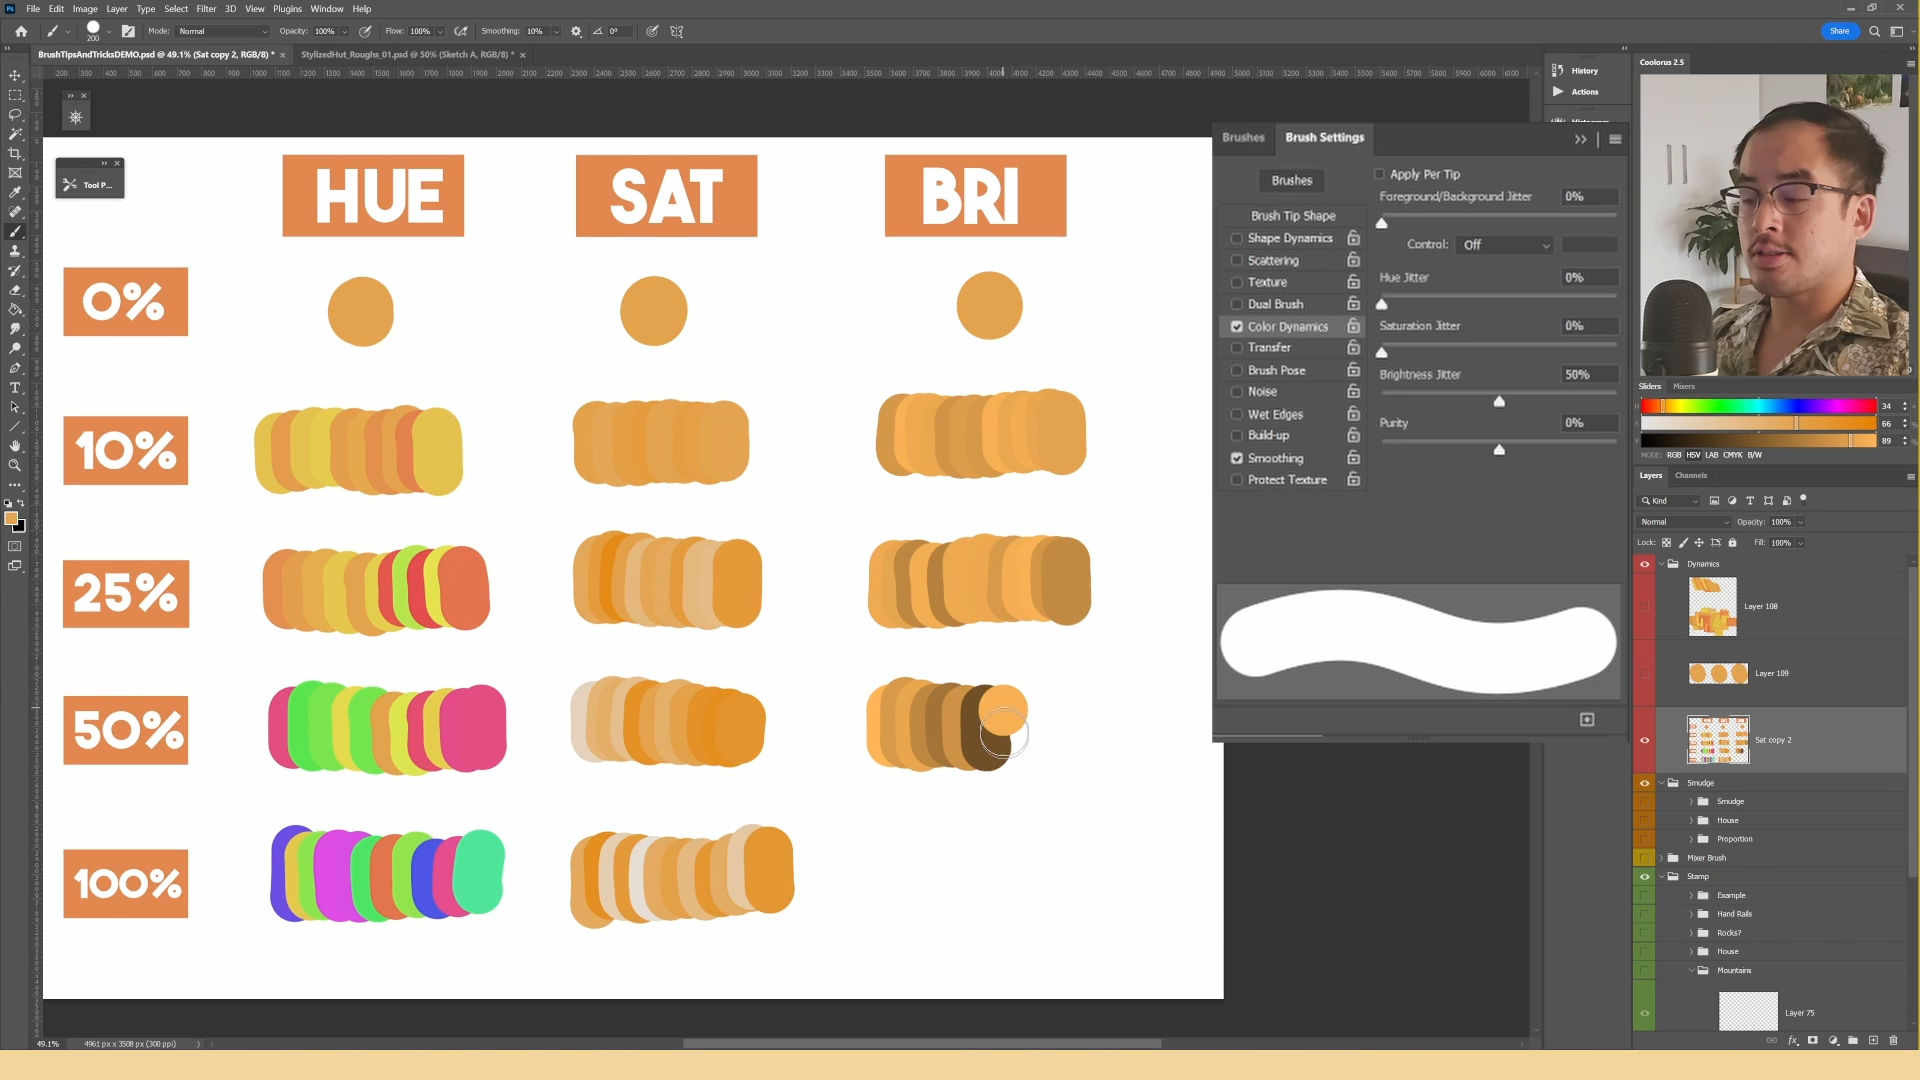 File Edit Image Layer Type Select Filter 3D View Plugins Window Help
200 Mode: Normal Opacity: 100% Flow: 100% Smoothing: 10% 0° Share
BrushTipsAndTricksDEMO.psd @ 49.1% (Sat copy 2, RGB/8) * × StylizedHut_Roughs_01.psd @ 50% (Sketch A, RGB/8) * ×
200 300 400 500 600 700 800 900 1000 1100 1200 1300 1400 1500 1600 1700 1800 1900 2000 2100 2200 2300 2400 2500 2600 2700 2800 2900 3000 3100 3200 3300 3400 3500 3600 3700 3800 3900 4000 4100 4200 4300 4400 4500 4600 4700 4800 4900 5000 5100 5200 5300 5400 5500 5600 5700 5800 5900 6000 6100
Tool P...
HUE SAT BRI
0%
10%
25%
50%
100%
Brushes Brush Settings
Brushes
Brush Tip Shape
Shape Dynamics
Scattering
Texture
Dual Brush
Color Dynamics
Transfer
Brush Pose
Noise
Wet Edges
Build-up
Smoothing
Protect Texture
Apply Per Tip
Foreground/Background Jitter 0%
Control: Off
Hue Jitter 0%
Saturation Jitter 0%
Brightness Jitter 50%
Purity 0%
History
Actions
Coolorus 2.5
Sliders Mixers
H 34
S 66
V 89
MODE: RGB HSV LAB CMYK B/W
Layers Channels
Kind
Normal Opacity: 100%
Lock: Fill: 100%
Dynamics
Layer 108
Layer 109
Sat copy 2
Smudge
Smudge
House
Proportion
Mixer Brush
Stamp
Example
Hand Rails
Rocks?
House
Mountains
Layer 75
49.1% 4961 px x 3508 px (300 ppi)